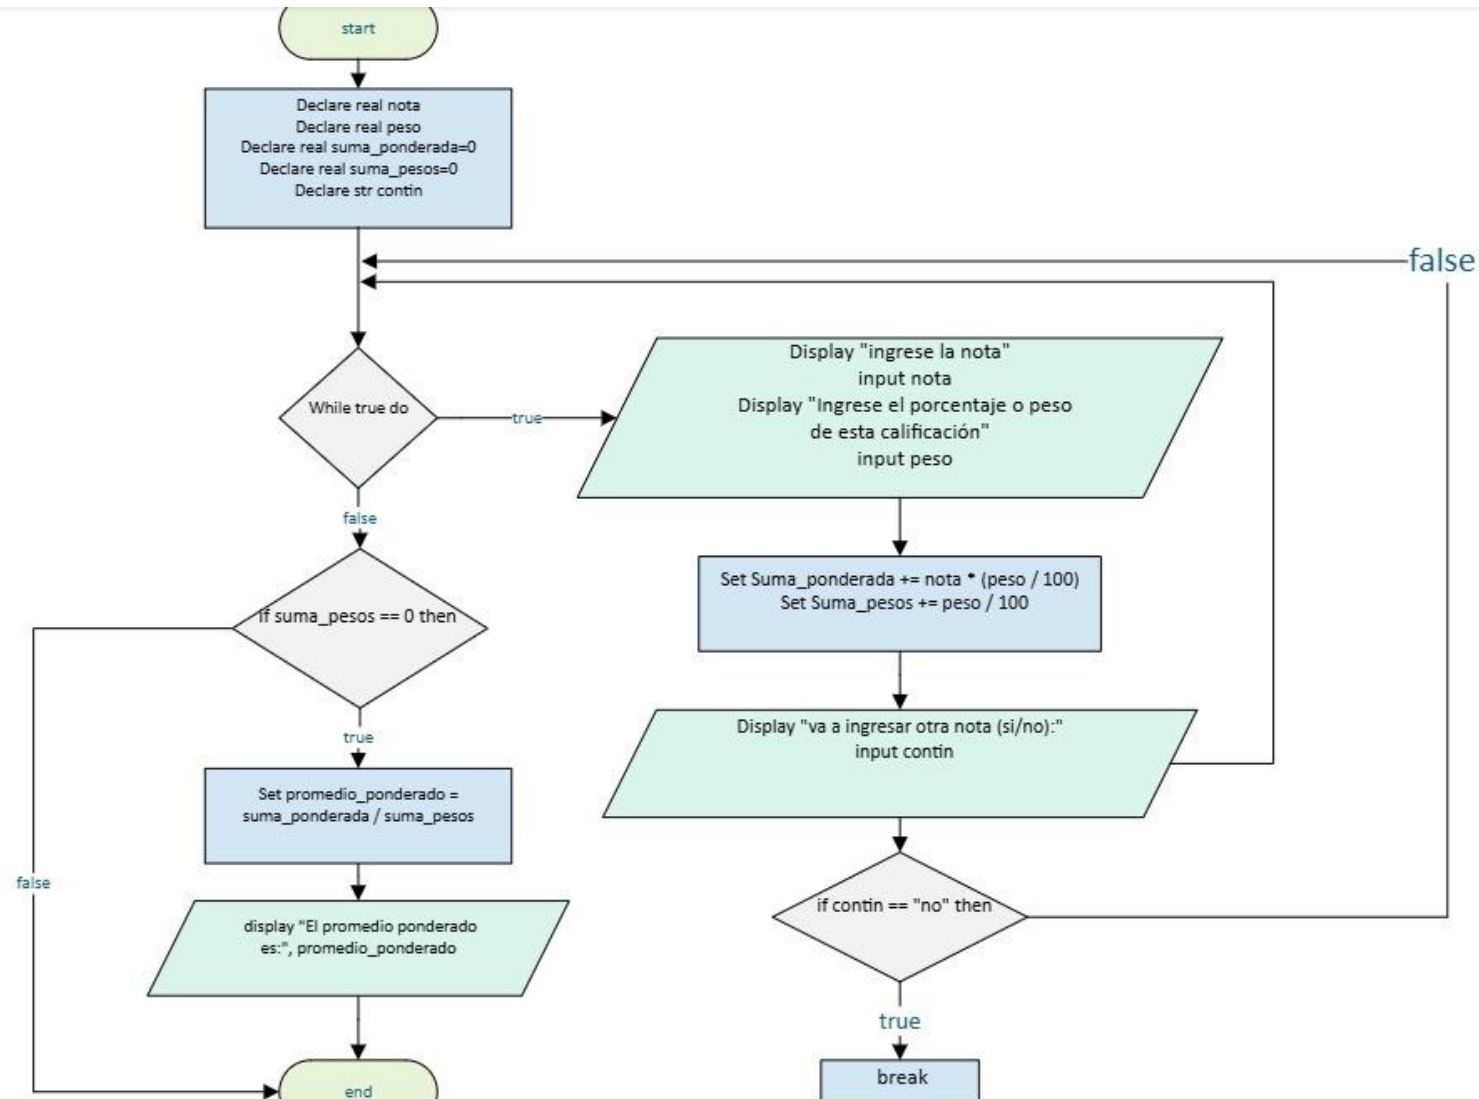 start
Declare real nota
Declare real peso
Declare real suma_ponderada=0
Declare real suma_pesos=0
Declare str contin
false
While true do
true
Display "ingrese la nota"
input nota
Display "Ingrese el porcentaje o peso
de esta calificación"
input peso
false
Set Suma_ponderada += nota * (peso / 100)
Set Suma_pesos += peso / 100
if suma_pesos == 0 then
true
Display "va a ingresar otra nota (si/no):"
input contin
Set promedio_ponderado =
suma_ponderada / suma_pesos
false
if contin == "no" then
display "El promedio ponderado
es:", promedio_ponderado
true
break
end